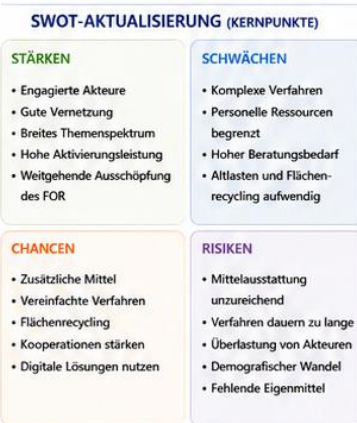 SWOT-AKTUALISIERUNG (KERNPUNKTE)
STÄRKEN
• Engagierte Akteure
• Gute Vernetzung
• Breites Themenspektrum
• Hohe Aktivierungsleistung
• Weitgehende Ausschöpfung
des FOR
SCHWÄCHEN
• Komplexe Verfahren
• Personelle Ressourcen
begrenzt
• Hoher Beratungsbedarf
• Altlasten und Flächen-
recycling aufwendig
CHANCEN
• Zusätzliche Mittel
• Vereinfachte Verfahren
• Flächenrecycling
• Kooperationen stärken
• Digitale Lösungen nutzen
RISIKEN
• Mittelausstattung
unzureichend
• Verfahren dauern zu lange
• Überlastung von Akteuren
• Demografischer Wandel
• Fehlende Eigenmittel